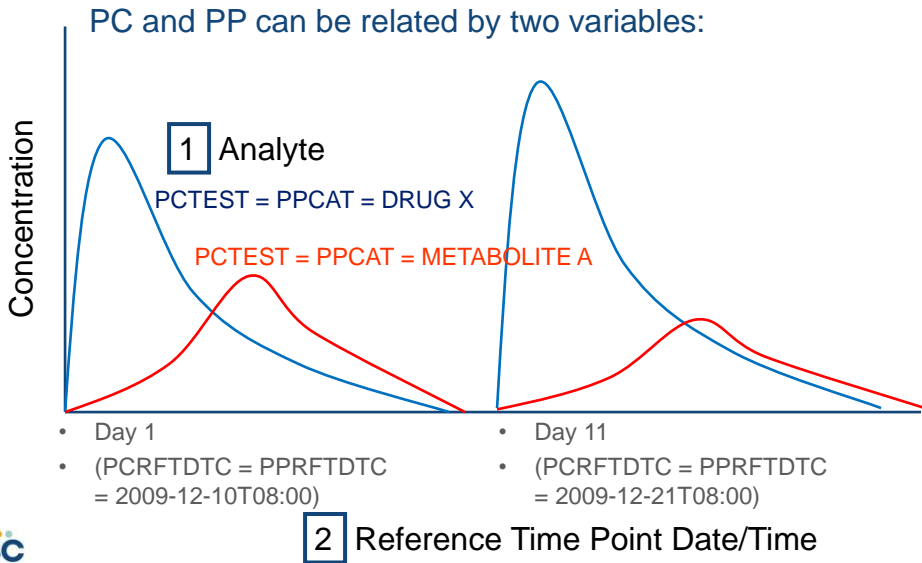 PC and PP can be related by two variables:
Concentration
1 Analyte
PCTEST = PPCAT = DRUG X
PCTEST = PPCAT = METABOLITE A
• Day 1
• (PCRFTDTC = PPRFTDTC
= 2009-12-10T08:00)
• Day 11
• (PCRFTDTC = PPRFTDTC
= 2009-12-21T08:00)
2 Reference Time Point Date/Time